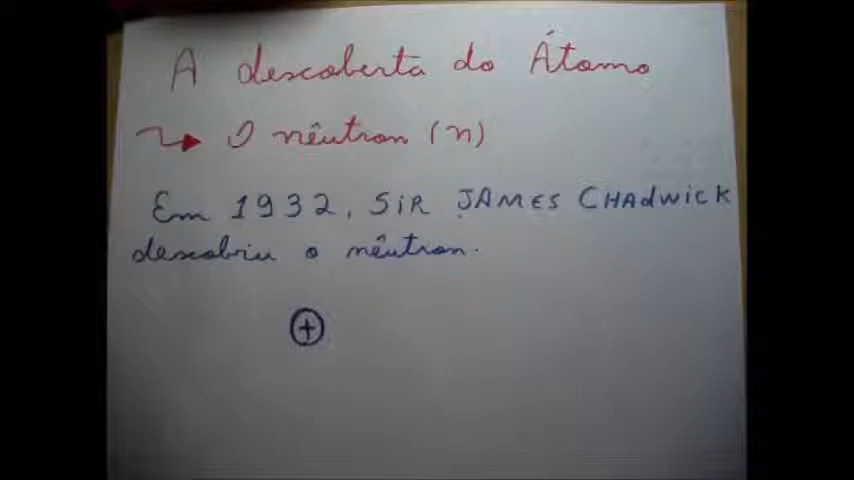 A descoberta do Átomo
O nêutron (n)
Em 1932, SiR JAMES CHAdwiCK
descobriu o nêutron.
+